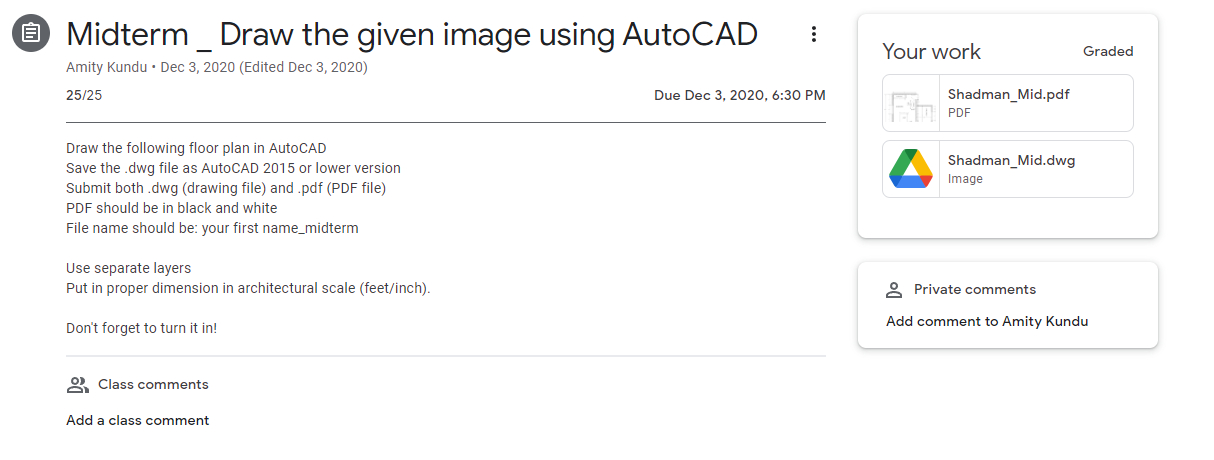 Midterm _ Draw the given image using AutoCAD
Amity Kundu • Dec 3, 2020 (Edited Dec 3, 2020)
25/25
Due Dec 3, 2020, 6:30 PM
Draw the following floor plan in AutoCAD
Save the .dwg file as AutoCAD 2015 or lower version
Submit both .dwg (drawing file) and .pdf (PDF file)
PDF should be in black and white
File name should be: your first name_midterm
Use separate layers
Put in proper dimension in architectural scale (feet/inch).
Don't forget to turn it in!
Class comments
Add a class comment
Your work
Graded
Shadman_Mid.pdf
PDF
Shadman_Mid.dwg
Image
Private comments
Add comment to Amity Kundu